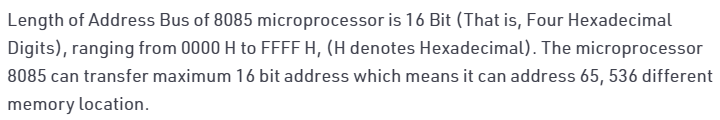 Length of Address Bus of 8085 microprocessor is 16 Bit (That is, Four Hexadecimal
Digits), ranging from 0000 H to FFFF H, (H denotes Hexadecimal). The microprocessor
8085 can transfer maximum 16 bit address which means it can address 65, 536 different
memory location.